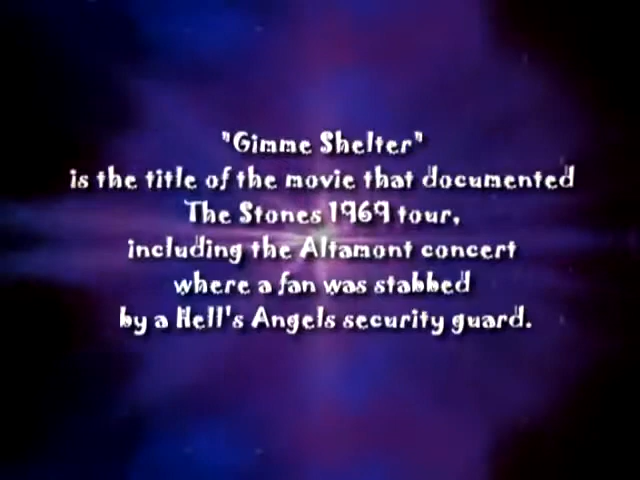 "Gimme Shelter"
is the title of the movie that documented
The Stones 1969 tour,
including the Altamont concert
where a fan was stabbed
by a Hell's Angels security guard.